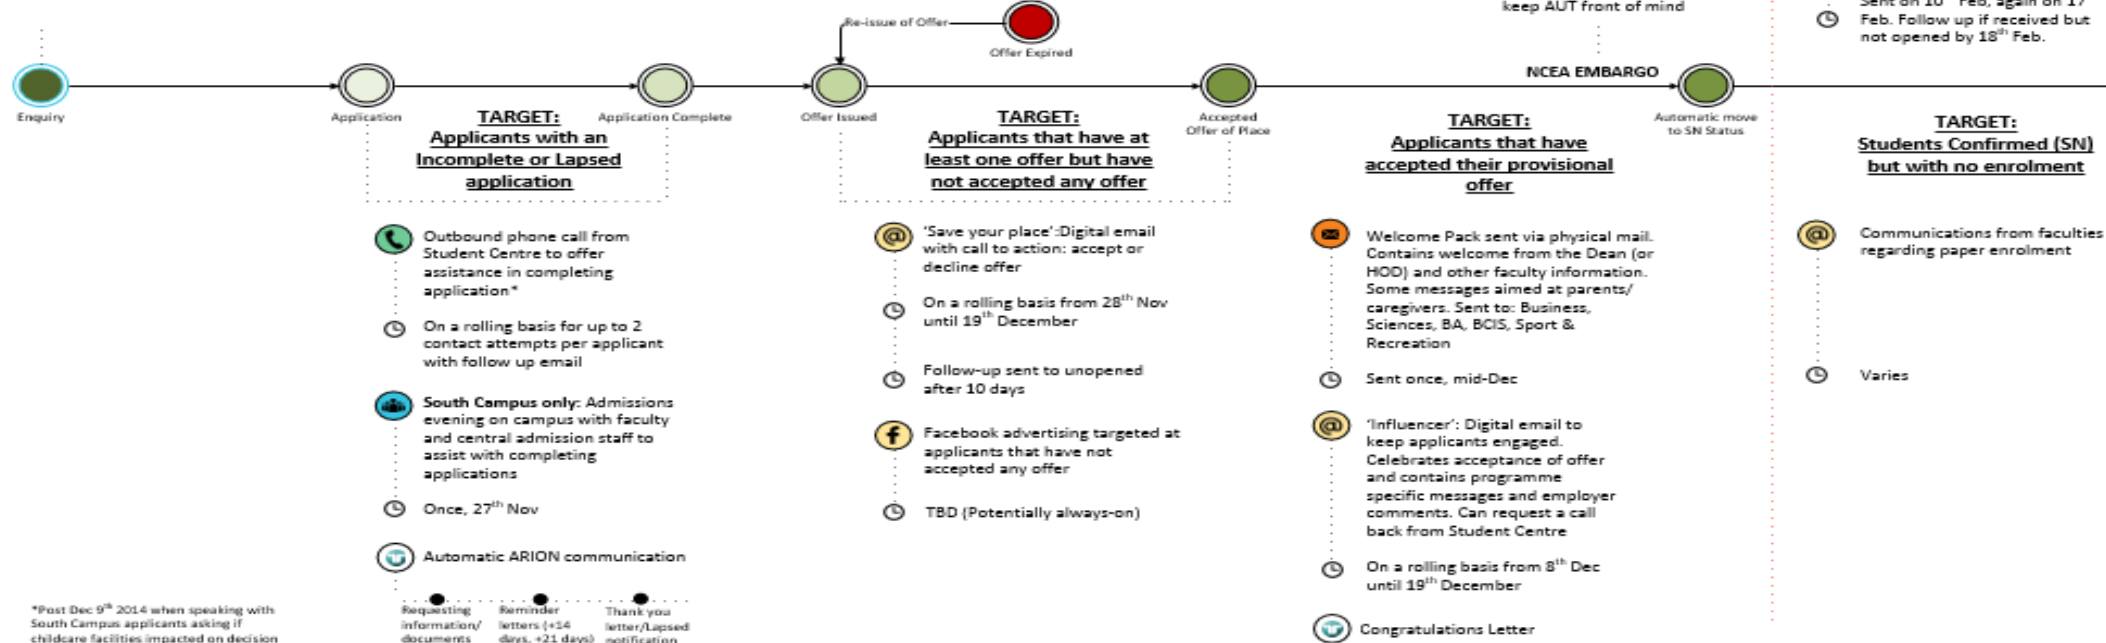 keep AUT front of mind
Sent on 10th Feb, again on 17
Feb. Follow up if received but
not opened by 18th Feb.
Re-issue of Offer
Offer Expired
NCEA EMBARGO
Enquiry
Application
Application Complete
Offer Issued
Accepted
Offer of Place
Automatic move
to SN Status
TARGET:
Applicants with an
Incomplete or Lapsed
application
Outbound phone call from
Student Centre to offer
assistance in completing
application*
On a rolling basis for up to 2
contact attempts per applicant
with follow up email
South Campus only: Admissions
evening on campus with faculty
and central admission staff to
assist with completing
applications
Once, 27th Nov
Automatic ARION communication
Requesting
information/
documents
Reminder
letters (+14
days, +21 days)
Thank you
letter/Lapsed
notification
*Post Dec 9th 2014 when speaking with
South Campus applicants asking if
childcare facilities impacted on decision
TARGET:
Applicants that have at
least one offer but have
not accepted any offer
'Save your place':Digital email
with call to action: accept or
decline offer
On a rolling basis from 28th Nov
until 19th December
Follow-up sent to unopened
after 10 days
Facebook advertising targeted at
applicants that have not
accepted any offer
TBD (Potentially always-on)
TARGET:
Applicants that have
accepted their provisional
offer
Welcome Pack sent via physical mail.
Contains welcome from the Dean (or
HOD) and other faculty information.
Some messages aimed at parents/
caregivers. Sent to: Business,
Sciences, BA, BCIS, Sport &
Recreation
Sent once, mid-Dec
'Influencer': Digital email to
keep applicants engaged.
Celebrates acceptance of offer
and contains programme
specific messages and employer
comments. Can request a call
back from Student Centre
On a rolling basis from 8th Dec
until 19th December
Congratulations Letter
TARGET:
Students Confirmed (SN)
but with no enrolment
Communications from faculties
regarding paper enrolment
Varies